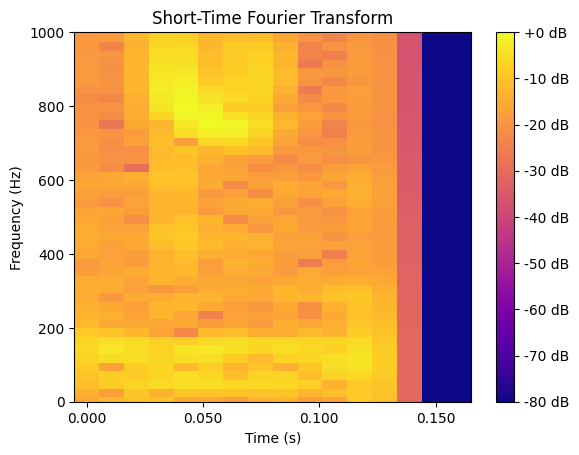 Short-Time Fourier Transform
Frequency (Hz)
1000
800
600
400
200
0
0.000
0.050
0.100
0.150
Time (s)
+0 dB
-10 dB
-20 dB
-30 dB
-40 dB
-50 dB
-60 dB
-70 dB
-80 dB